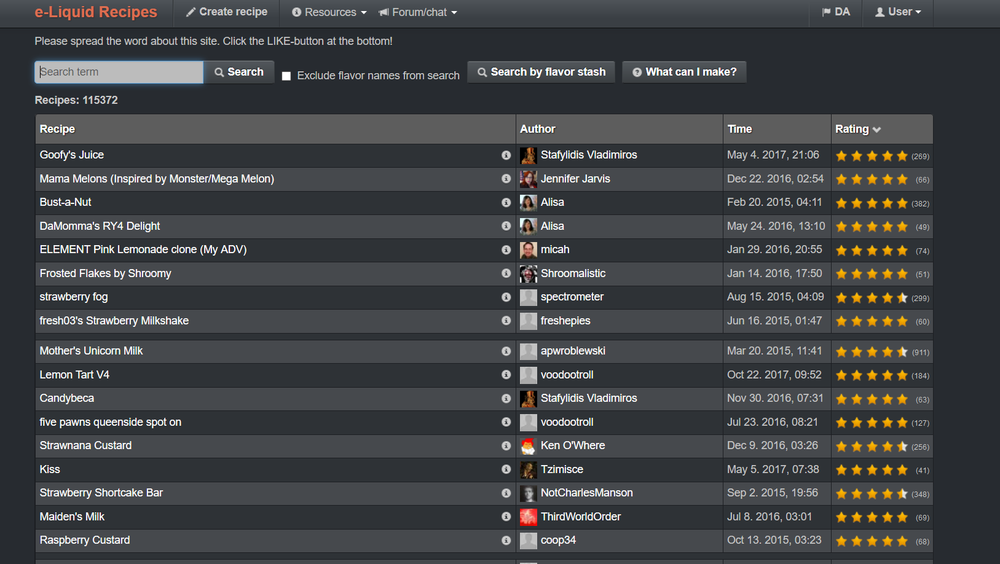 e-Liquid Recipes Create recipe Resources Forum/chat DA User
Please spread the word about this site. Click the LIKE-button at the bottom!
Search term Search Exclude flavor names from search Search by flavor stash What can I make?
Recipes: 115372
Recipe Author Time Rating
Goofy's Juice Stafylidis Vladimiros May 4. 2017, 21:06 (269)
Mama Melons (Inspired by Monster/Mega Melon) Jennifer Jarvis Dec 22. 2016, 02:54 (66)
Bust-a-Nut Alisa Feb 20. 2015, 04:11 (382)
DaMomma's RY4 Delight Alisa May 24. 2016, 13:10 (49)
ELEMENT Pink Lemonade clone (My ADV) micah Jan 29. 2016, 20:55 (74)
Frosted Flakes by Shroomy Shroomalistic Jan 14. 2016, 17:50 (51)
strawberry fog spectrometer Aug 15. 2015, 04:09 (299)
fresh03's Strawberry Milkshake freshepies Jun 16. 2015, 01:47 (60)
Mother's Unicorn Milk apwroblewski Mar 20. 2015, 11:41 (911)
Lemon Tart V4 voodootroll Oct 22. 2017, 09:52 (184)
Candybeca Stafylidis Vladimiros Nov 30. 2016, 07:31 (63)
five pawns queenside spot on voodootroll Jul 23. 2016, 08:21 (127)
Strawnana Custard Ken O'Where Dec 9. 2016, 03:26 (256)
Kiss Tzimisce May 5. 2017, 07:38 (41)
Strawberry Shortcake Bar NotCharlesManson Sep 2. 2015, 19:56 (348)
Maiden's Milk ThirdWorldOrder Jul 8. 2016, 03:01 (69)
Raspberry Custard coop34 Oct 13. 2015, 03:23 (68)